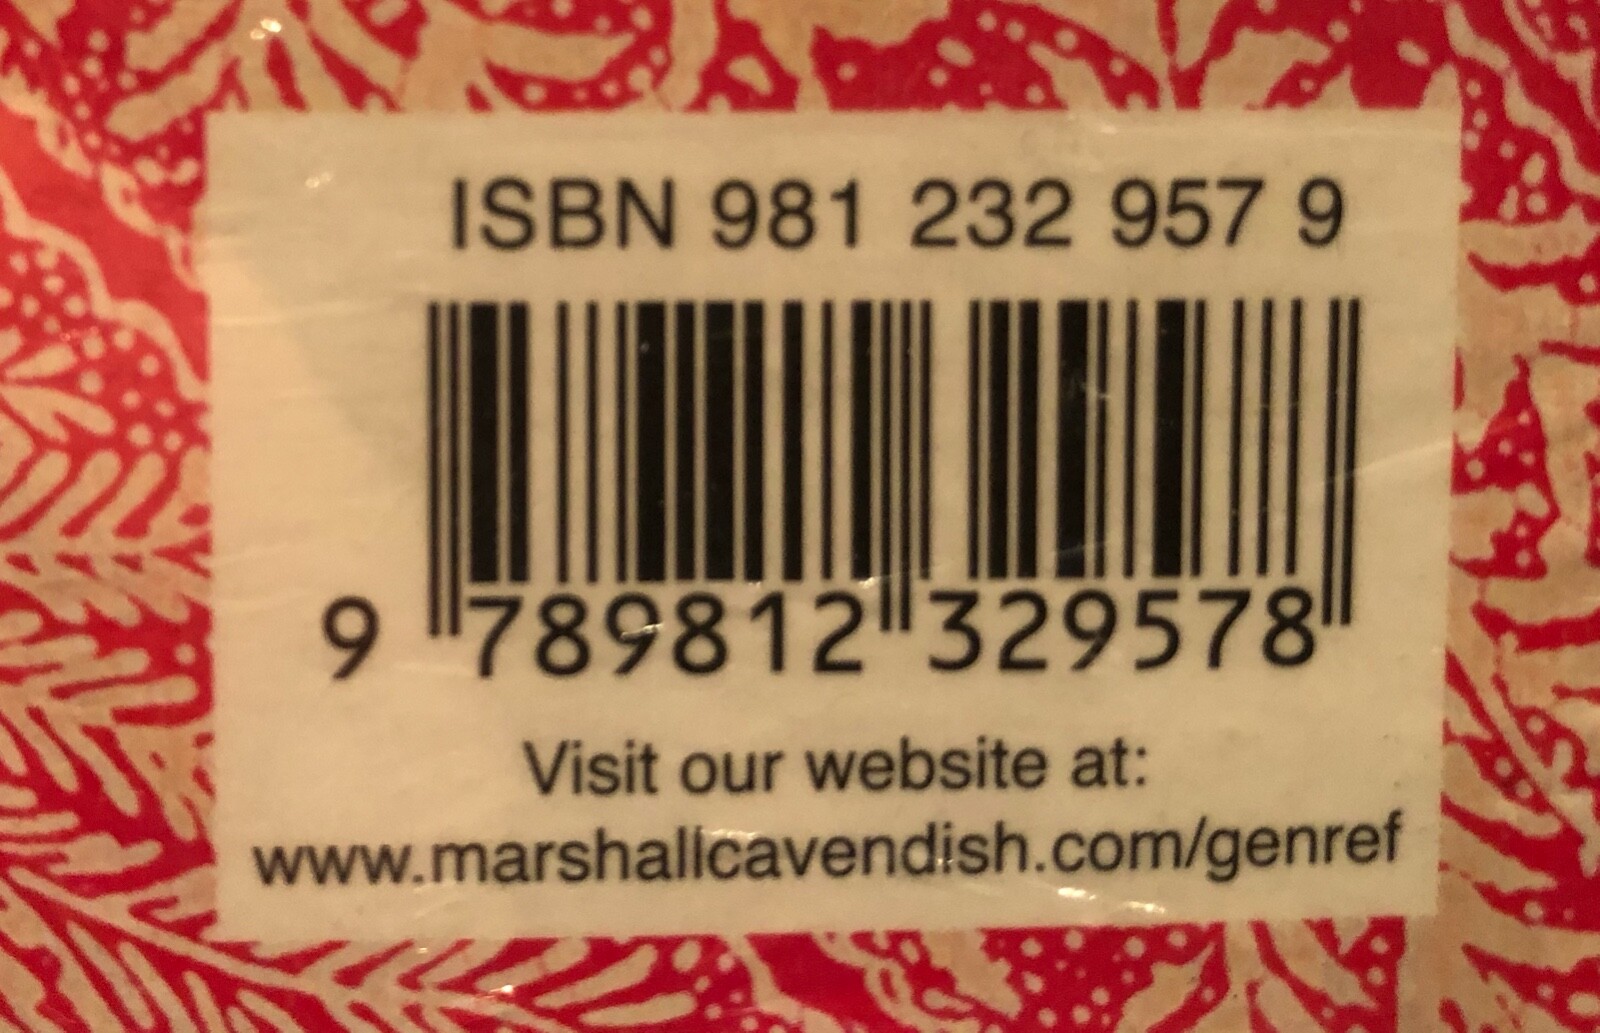 ISBN 981 232 957 9
9 789812 329578
Visit our website at:
www.marshallcavendish.com/genref